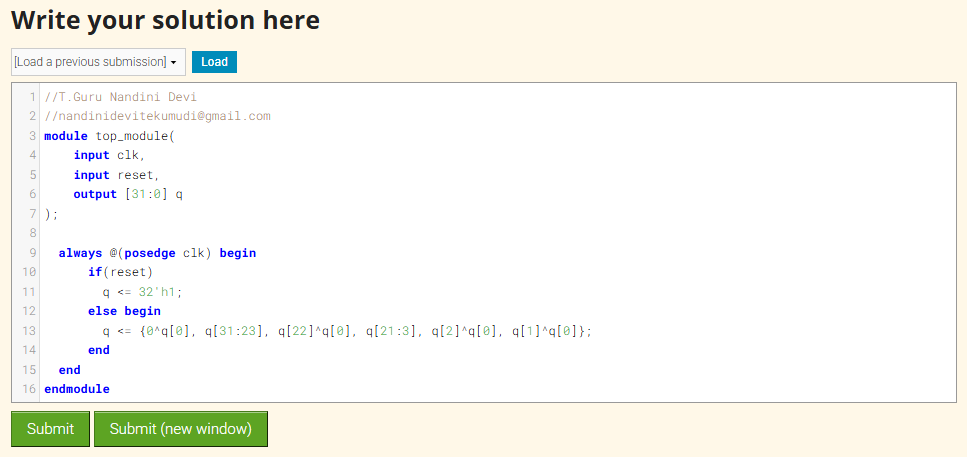 Write your solution here
[Load a previous submission] Load
1 //T.Guru Nandini Devi
2 //nandinidevitekumudi@gmail.com
3 module top_module(
4     input clk,
5     input reset,
6     output [31:0] q
7 );
8
9   always @(posedge clk) begin
10       if(reset)
11         q <= 32'h1;
12       else begin
13         q <= {0^q[0], q[31:23], q[22]^q[0], q[21:3], q[2]^q[0], q[1]^q[0]};
14       end
15   end
16 endmodule
Submit Submit (new window)